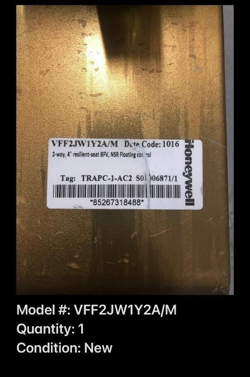 VFF2JW1Y2A/M Date Code:1016
2-way, 4" resilient-seat BFV, NSR Floating control
Tag: TRAPC-1-AC2
Honeywell
*85267318488*
Model #: VFF2JW1Y2A/M
Quantity: 1
Condition: New